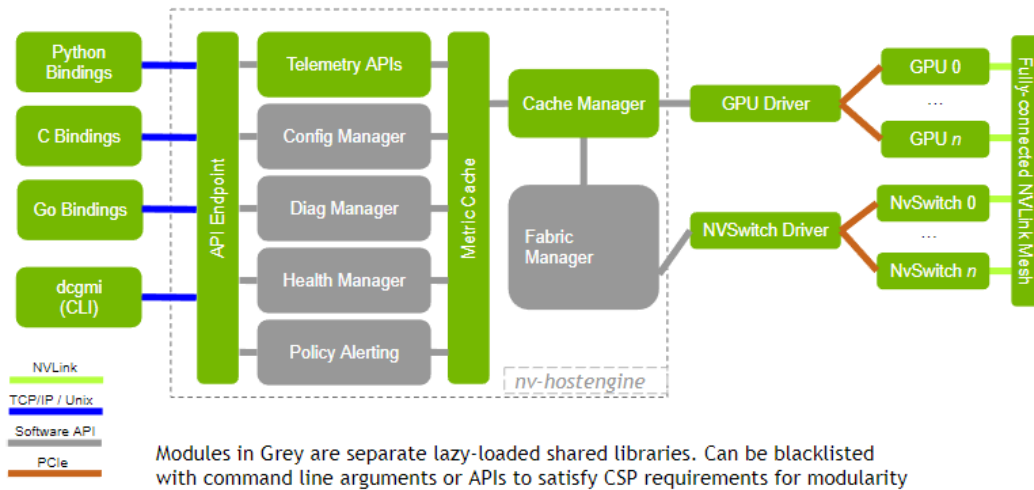 Python
Bindings
C Bindings
Go Bindings
dcgmi
(CLI)
API Endpoint
Telemetry APIs
Config Manager
Diag Manager
Health Manager
Policy Alerting
MetricCache
Cache Manager
Fabric
Manager
nv-hostengine
GPU Driver
NVSwitch Driver
GPU 0
...
GPU n
NvSwitch 0
...
NvSwitch n
Fully-connected NVLink Mesh
NVLink
TCP/IP / Unix
Software API
PCIe
Modules in Grey are separate lazy-loaded shared libraries. Can be blacklisted
with command line arguments or APIs to satisfy CSP requirements for modularity